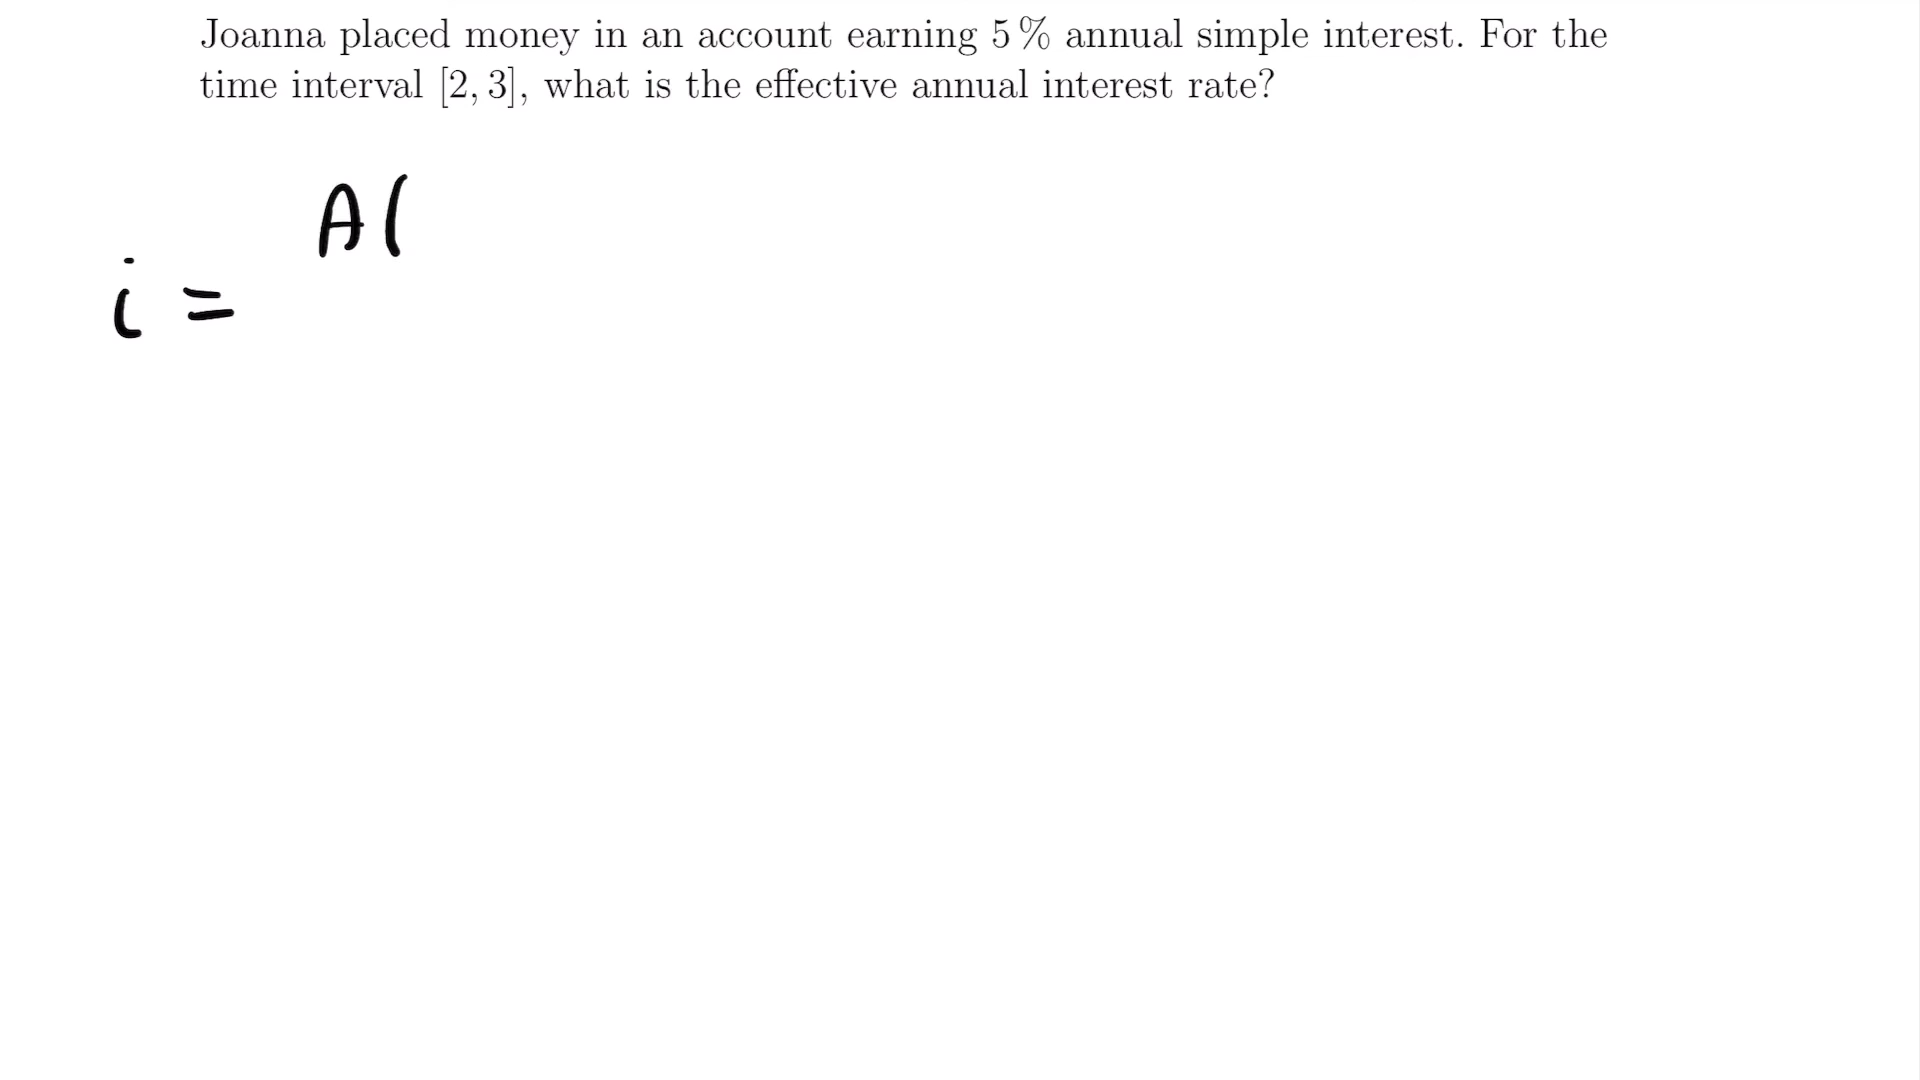 Joanna placed money in an account earning 5 % annual simple interest. For the
time interval [2, 3], what is the effective annual interest rate?
A(
i =